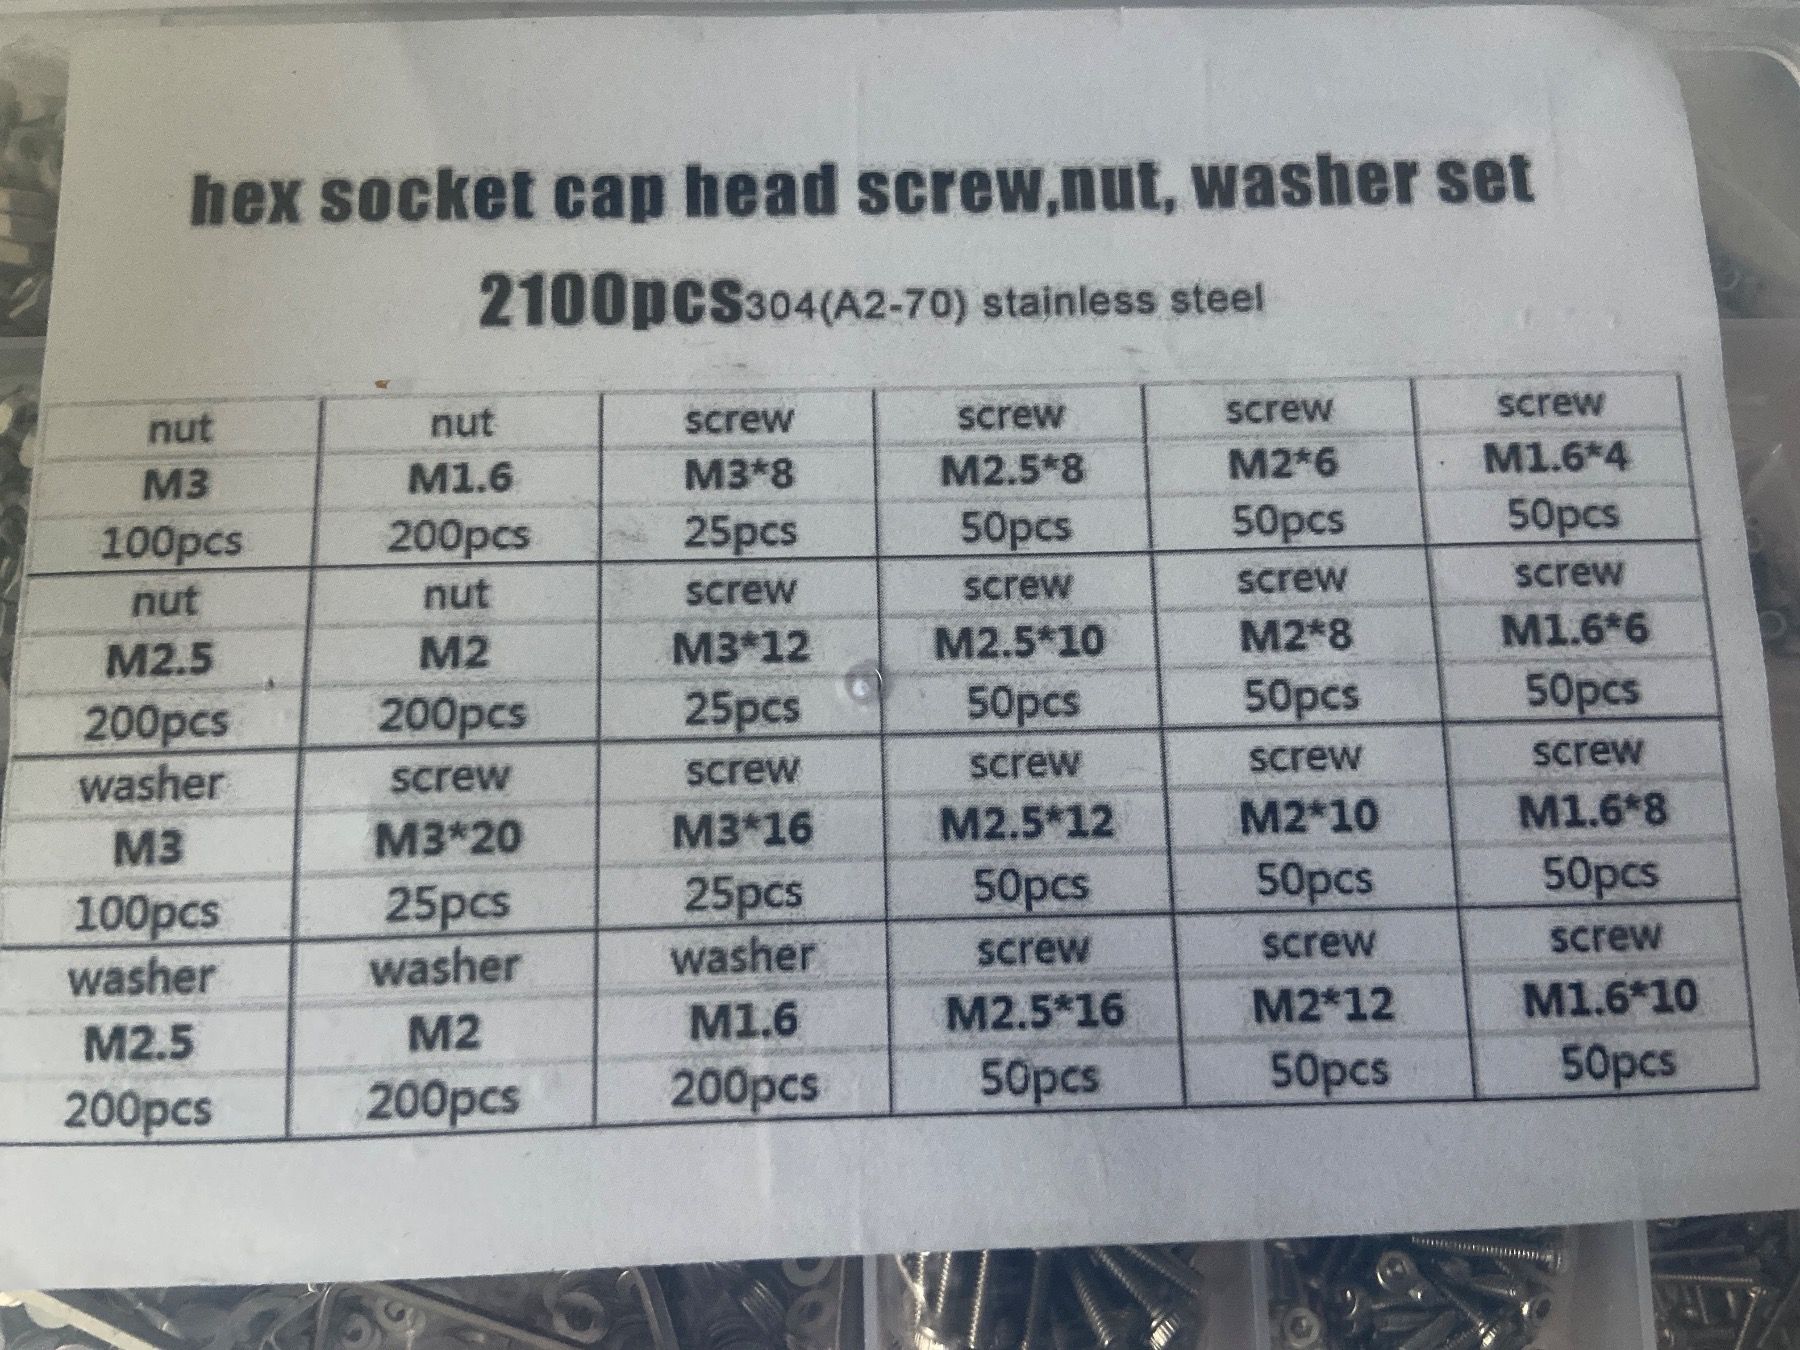 hex socket cap head screw,nut, washer set
2100pcs304(A2-70) stainless steel
nut nut screw screw screw screw
M3 M1.6 M3*8 M2.5*8 M2*6 M1.6*4
100pcs 200pcs 25pcs 50pcs 50pcs 50pcs
nut nut screw screw screw screw
M2.5 M2 M3*12 M2.5*10 M2*8 M1.6*6
200pcs 200pcs 25pcs 50pcs 50pcs 50pcs
washer screw screw screw screw screw
M3 M3*20 M3*16 M2.5*12 M2*10 M1.6*8
100pcs 25pcs 25pcs 50pcs 50pcs 50pcs
washer washer washer screw screw screw
M2.5 M2 M1.6 M2.5*16 M2*12 M1.6*10
200pcs 200pcs 200pcs 50pcs 50pcs 50pcs